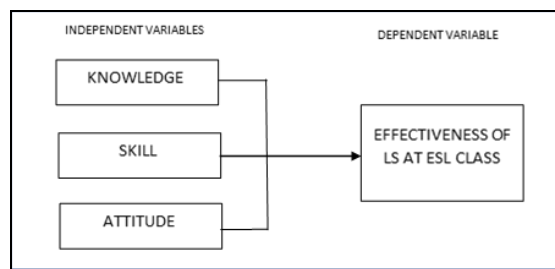 INDEPENDENT VARIABLES
DEPENDENT VARIABLE
KNOWLEDGE
SKILL
ATTITUDE
EFFECTIVENESS OF
LS AT ESL CLASS